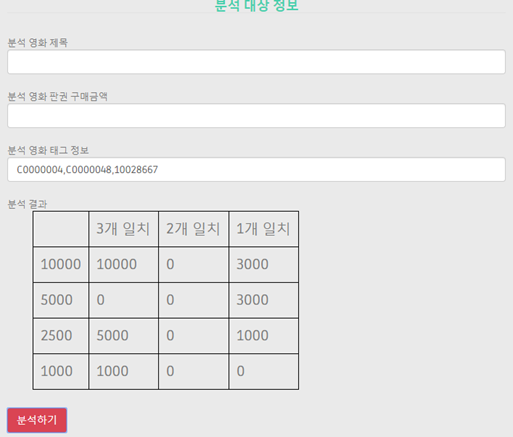 분석 대상 정보
분석 영화 제목
분석 영화 판권 구매금액
분석 영화 태그 정보
C0000004,C0000048,10028667
분석 결과
3개 일치 2개 일치 1개 일치
10000 10000 0 3000
5000 0 0 3000
2500 5000 0 1000
1000 1000 0 0
분석하기